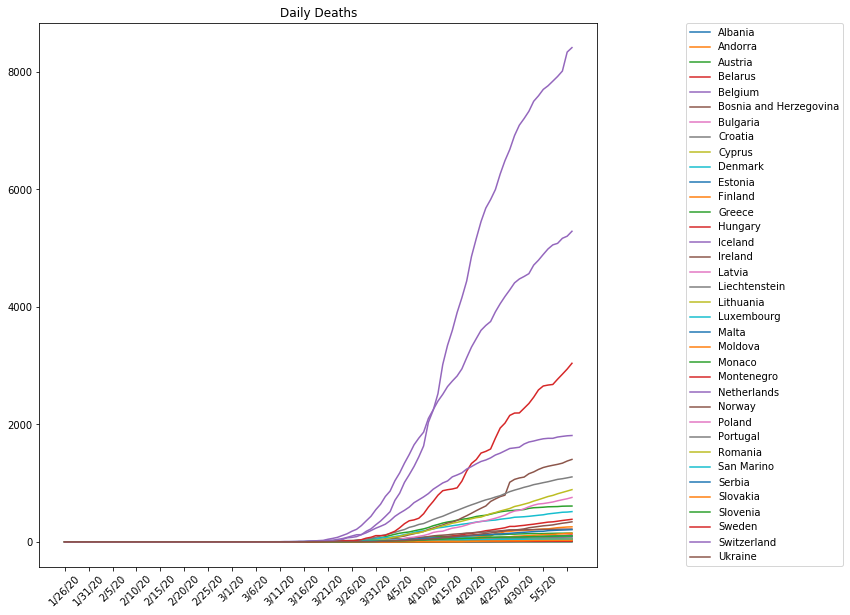 Daily Deaths
8000
6000
4000
2000
0
1/26/20
1/31/20
2/5/20
2/10/20
2/15/20
2/20/20
2/25/20
3/1/20
3/6/20
3/11/20
3/16/20
3/21/20
3/26/20
3/31/20
4/5/20
4/10/20
4/15/20
4/20/20
4/25/20
4/30/20
5/5/20
Albania
Andorra
Austria
Belarus
Belgium
Bosnia and Herzegovina
Bulgaria
Croatia
Cyprus
Denmark
Estonia
Finland
Greece
Hungary
Iceland
Ireland
Latvia
Liechtenstein
Lithuania
Luxembourg
Malta
Moldova
Monaco
Montenegro
Netherlands
Norway
Poland
Portugal
Romania
San Marino
Serbia
Slovakia
Slovenia
Sweden
Switzerland
Ukraine